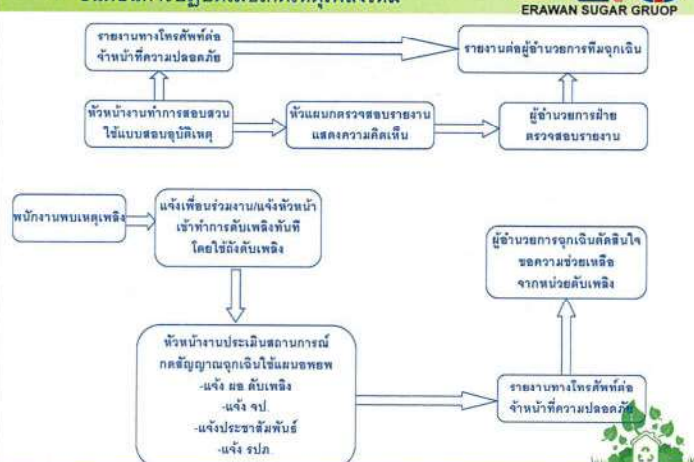 ERAWAN SUGAR GRUOP
รายงานทางโทรศัพท์ต่อ
เจ้าหน้าที่ความปลอดภัย
รายงานต่อผู้อำนวยการทีมฉุกเฉิน
หัวหน้างานทำการสอบสวน
ใช้แบบสอบอุบัติเหตุ
หัวแผนกตรวจสอบรายงาน
แสดงความคิดเห็น
ผู้อำนวยการฝ่าย
ตรวจสอบรายงาน
พนักงานพบเหตุเพลิง
แจ้งเพื่อนร่วมงาน/แจ้งหัวหน้า
เข้าทำการดับเพลิงทันที
โดยใช้ถังดับเพลิง
ผู้อำนวยการฉุกเฉินตัดสินใจ
ขอความช่วยเหลือ
จากหน่วยดับเพลิง
หัวหน้างานประเมินสถานการณ์
กดสัญญาณฉุกเฉินใช้แผนอพยพ
-แจ้ง ผอ ดับเพลิง
-แจ้ง จป.
-แจ้งประชาสัมพันธ์
-แจ้ง รปภ
รายงานทางโทรศัพท์ต่อ
เจ้าหน้าที่ความปลอดภัย